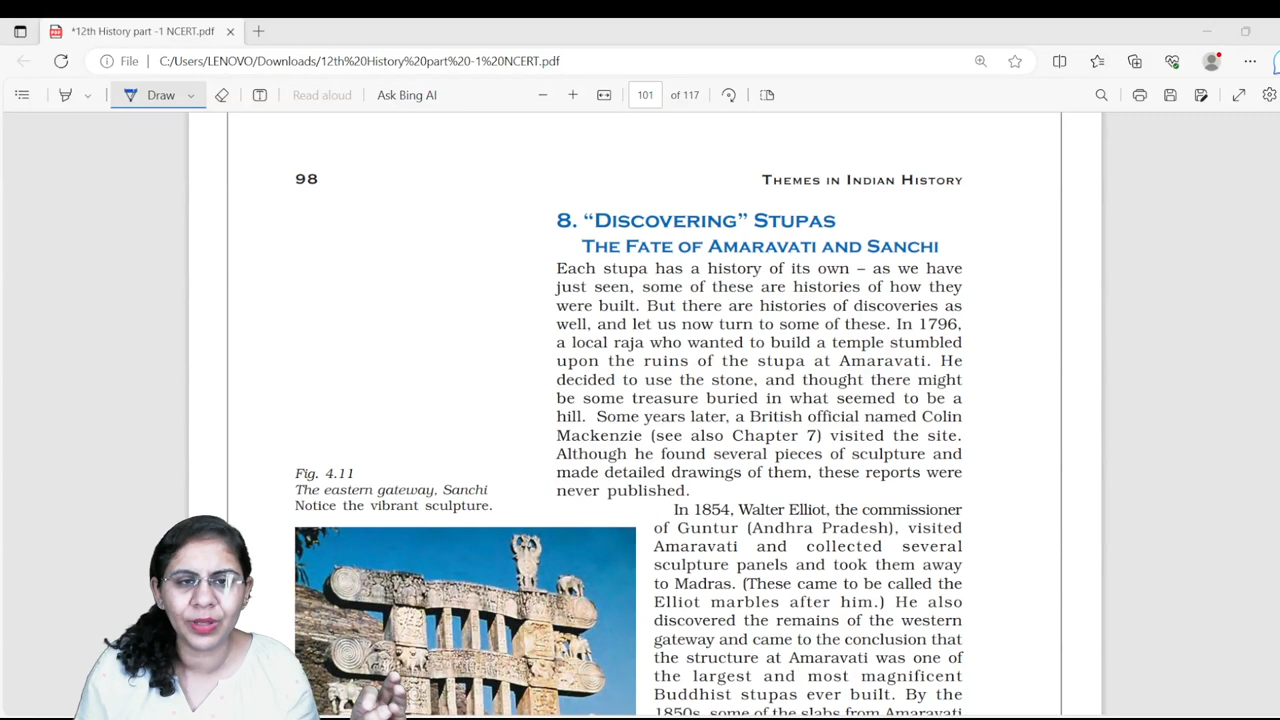 *12th History part -1 NCERT.pdf
File
C:/Users/LENOVO/Downloads/12th%20History%20part%20-1%20NCERT.pdf
Draw
Read aloud
Ask Bing AI
101 of 117
98
THEMES IN INDIAN HISTORY
8. “DISCOVERING” STUPAS
THE FATE OF AMARAVATI AND SANCHI
Each stupa has a history of its own – as we have
just seen, some of these are histories of how they
were built. But there are histories of discoveries as
well, and let us now turn to some of these. In 1796,
a local raja who wanted to build a temple stumbled
upon the ruins of the stupa at Amaravati. He
decided to use the stone, and thought there might
be some treasure buried in what seemed to be a
hill. Some years later, a British official named Colin
Mackenzie (see also Chapter 7) visited the site.
Although he found several pieces of sculpture and
made detailed drawings of them, these reports were
never published.
Fig. 4.11
The eastern gateway, Sanchi
Notice the vibrant sculpture.
In 1854, Walter Elliot, the commissioner
of Guntur (Andhra Pradesh), visited
Amaravati and collected several
sculpture panels and took them away
to Madras. (These came to be called the
Elliot marbles after him.) He also
discovered the remains of the western
gateway and came to the conclusion that
the structure at Amaravati was one of
the largest and most magnificent
Buddhist stupas ever built. By the
1850s, some of the slabs from Amaravati